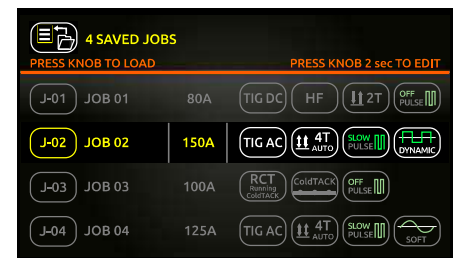 4 SAVED JOBS
PRESS KNOB TO LOAD PRESS KNOB 2 sec TO EDIT
J-01 JOB 01 80A TIG DC HF 2T OFF PULSE
J-02 JOB 02 150A TIG AC 4T AUTO SLOW PULSE DYNAMIC
J-03 JOB 03 100A RCT Running ColdTACK ColdTACK OFF PULSE
J-04 JOB 04 125A TIG AC 4T AUTO SLOW PULSE SOFT